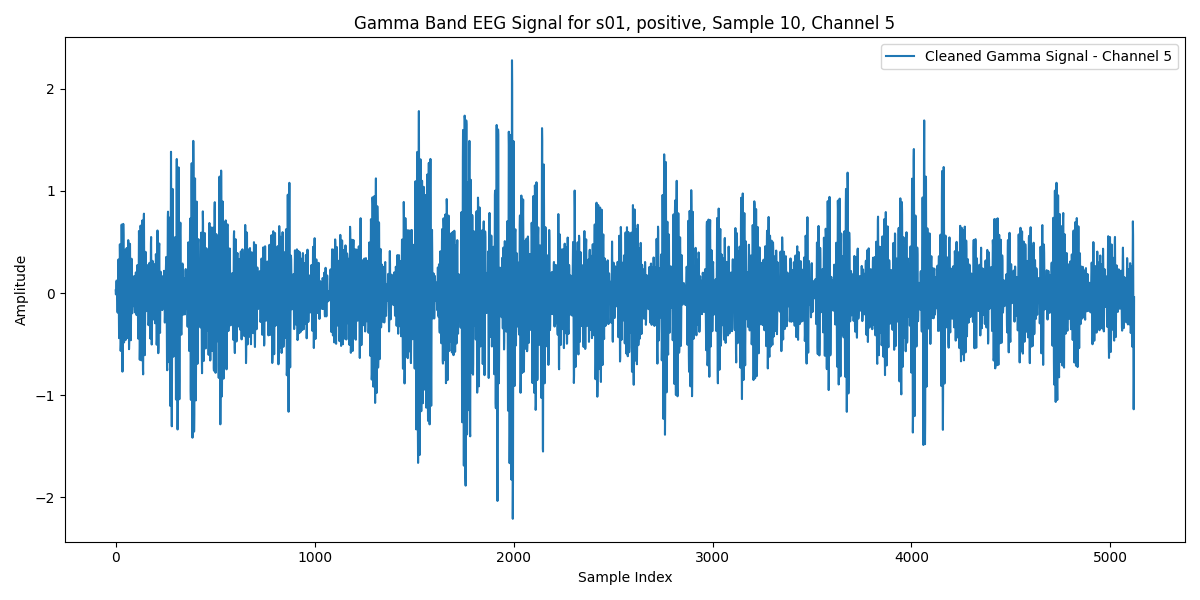 Gamma Band EEG Signal for s01, positive, Sample 10, Channel 5
Cleaned Gamma Signal - Channel 5
Amplitude
2
1
0
−1
−2
0 1000 2000 3000 4000 5000
Sample Index